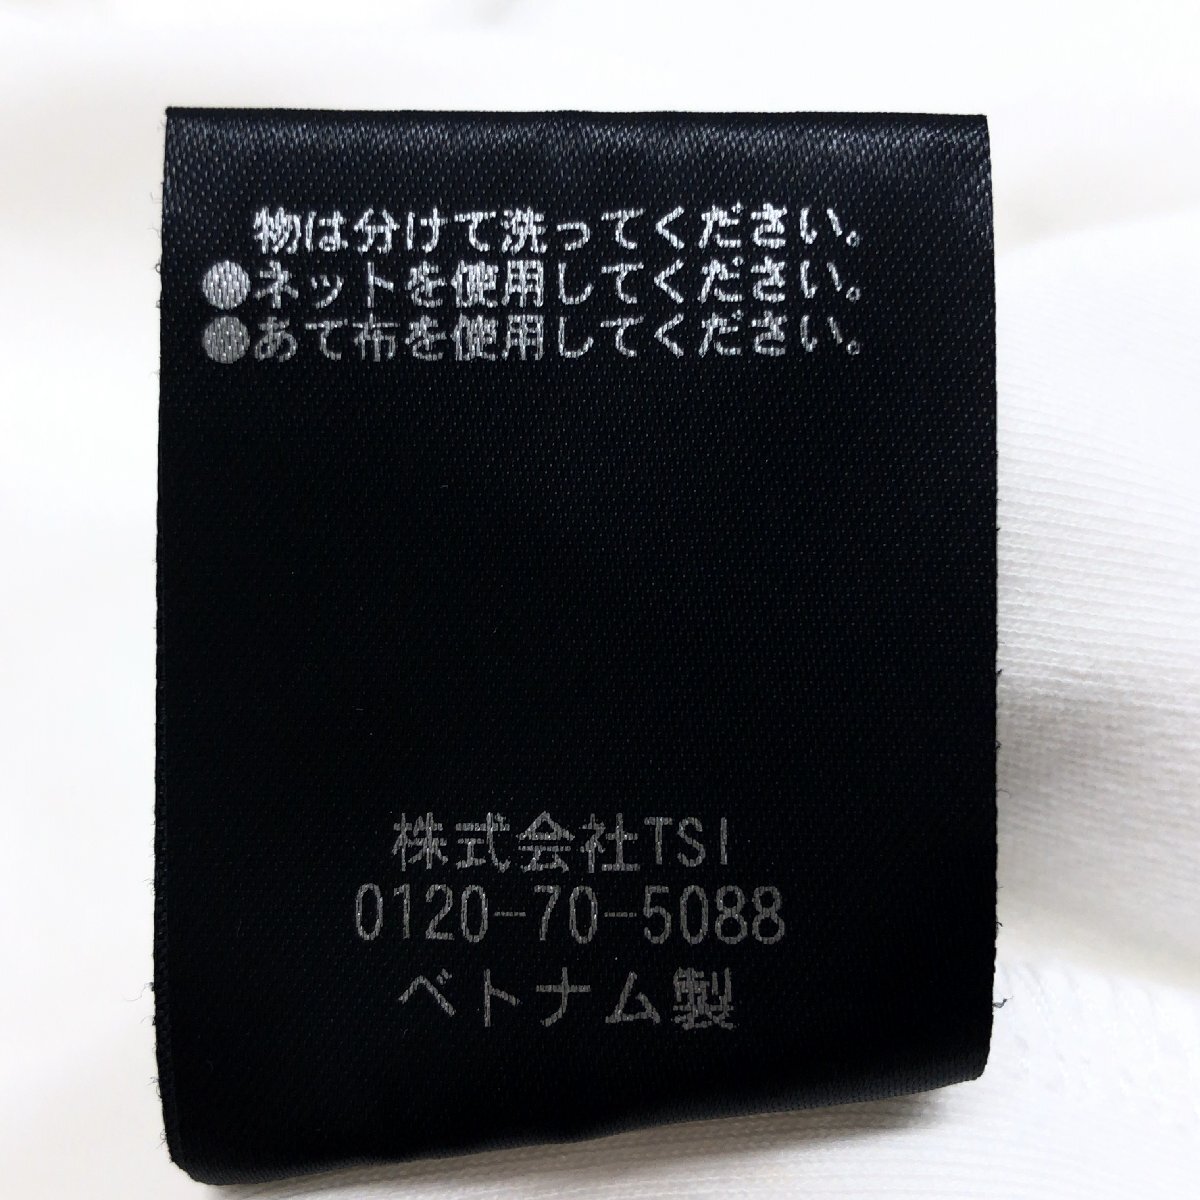 物は分けて洗ってください。
●ネットを使用してください。
●あて布を使用してください。
株式会社TSI
0120-70-5088
ベトナム製